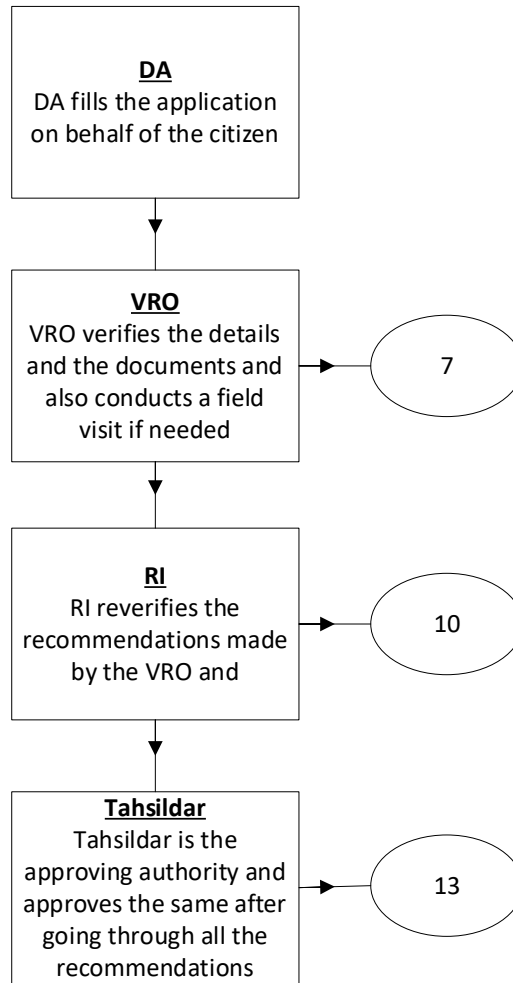 DA
DA fills the application
on behalf of the citizen
VRO
VRO verifies the details
and the documents and
also conducts a field
visit if needed
7
RI
RI reverifies the
recommendations made
by the VRO and
10
Tahsildar
Tahsildar is the
approving authority and
approves the same after
going through all the
recommendations
13